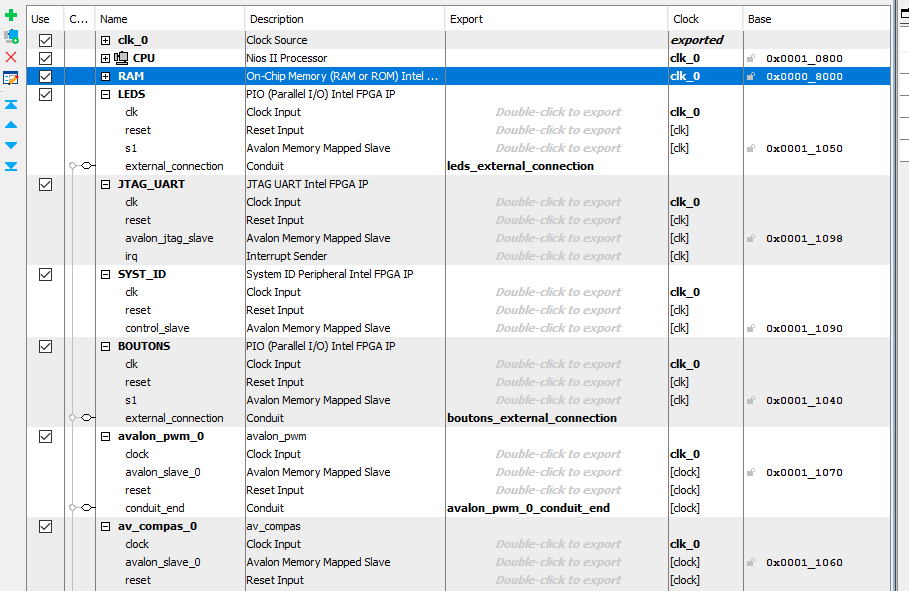 Use C... Name Description Export Clock Base
clk_0 Clock Source exported
CPU Nios II Processor clk_0 0x0001_0800
RAM On-Chip Memory (RAM or ROM) Intel ... clk_0 0x0000_8000
LEDS PIO (Parallel I/O) Intel FPGA IP
clk Clock Input Double-click to export clk_0
reset Reset Input Double-click to export [clk]
s1 Avalon Memory Mapped Slave Double-click to export [clk] 0x0001_1050
external_connection Conduit leds_external_connection
JTAG_UART JTAG UART Intel FPGA IP
clk Clock Input Double-click to export clk_0
reset Reset Input Double-click to export [clk]
avalon_jtag_slave Avalon Memory Mapped Slave Double-click to export [clk] 0x0001_1098
irq Interrupt Sender Double-click to export [clk]
SYST_ID System ID Peripheral Intel FPGA IP
clk Clock Input Double-click to export clk_0
reset Reset Input Double-click to export [clk]
control_slave Avalon Memory Mapped Slave Double-click to export [clk] 0x0001_1090
BOUTONS PIO (Parallel I/O) Intel FPGA IP
clk Clock Input Double-click to export clk_0
reset Reset Input Double-click to export [clk]
s1 Avalon Memory Mapped Slave Double-click to export [clk] 0x0001_1040
external_connection Conduit boutons_external_connection
avalon_pwm_0 avalon_pwm
clock Clock Input Double-click to export clk_0
avalon_slave_0 Avalon Memory Mapped Slave Double-click to export [clock] 0x0001_1070
reset Reset Input Double-click to export [clock]
conduit_end Conduit avalon_pwm_0_conduit_end [clock]
av_compas_0 av_compas
clock Clock Input Double-click to export clk_0
avalon_slave_0 Avalon Memory Mapped Slave Double-click to export [clock] 0x0001_1060
reset Reset Input Double-click to export [clock]